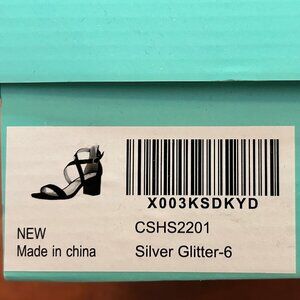 X003KSDKYD
NEW
CSHS2201
Made in china
Silver Glitter-6